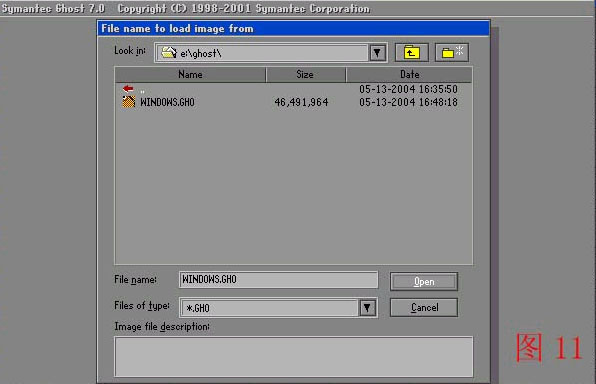 Symantec Ghost 7.0 Copyright (C) 1998-2001 Symantec Corporation
File name to load image from
Look in: e:\ghost\
Name Size Date
.. 05-13-2004 16:35:50
WINDOWS.GHO 46,491,964 05-13-2004 16:48:18
File name: WINDOWS.GHO Open
Files of type: *.GHO Cancel
Image file description:
图 11